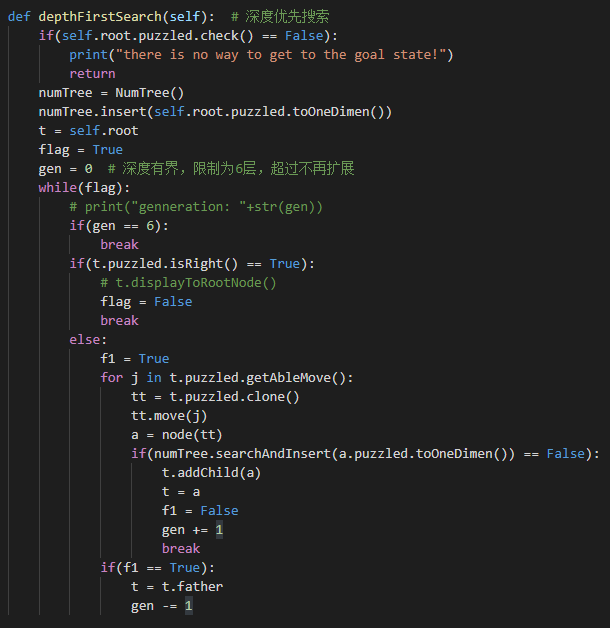 def depthFirstSearch(self):  # 深度优先搜索
    if(self.root.puzzled.check() == False):
        print("there is no way to get to the goal state!")
        return
    numTree = NumTree()
    numTree.insert(self.root.puzzled.toOneDimen())
    t = self.root
    flag = True
    gen = 0  # 深度有界，限制为6层，超过不再扩展
    while(flag):
        # print("genneration: "+str(gen))
        if(gen == 6):
            break
        if(t.puzzled.isRight() == True):
            # t.displayToRootNode()
            flag = False
            break
        else:
            f1 = True
            for j in t.puzzled.getAbleMove():
                tt = t.puzzled.clone()
                tt.move(j)
                a = node(tt)
                if(numTree.searchAndInsert(a.puzzled.toOneDimen()) == False):
                    t.addChild(a)
                    t = a
                    f1 = False
                    gen += 1
                    break
            if(f1 == True):
                t = t.father
                gen -= 1